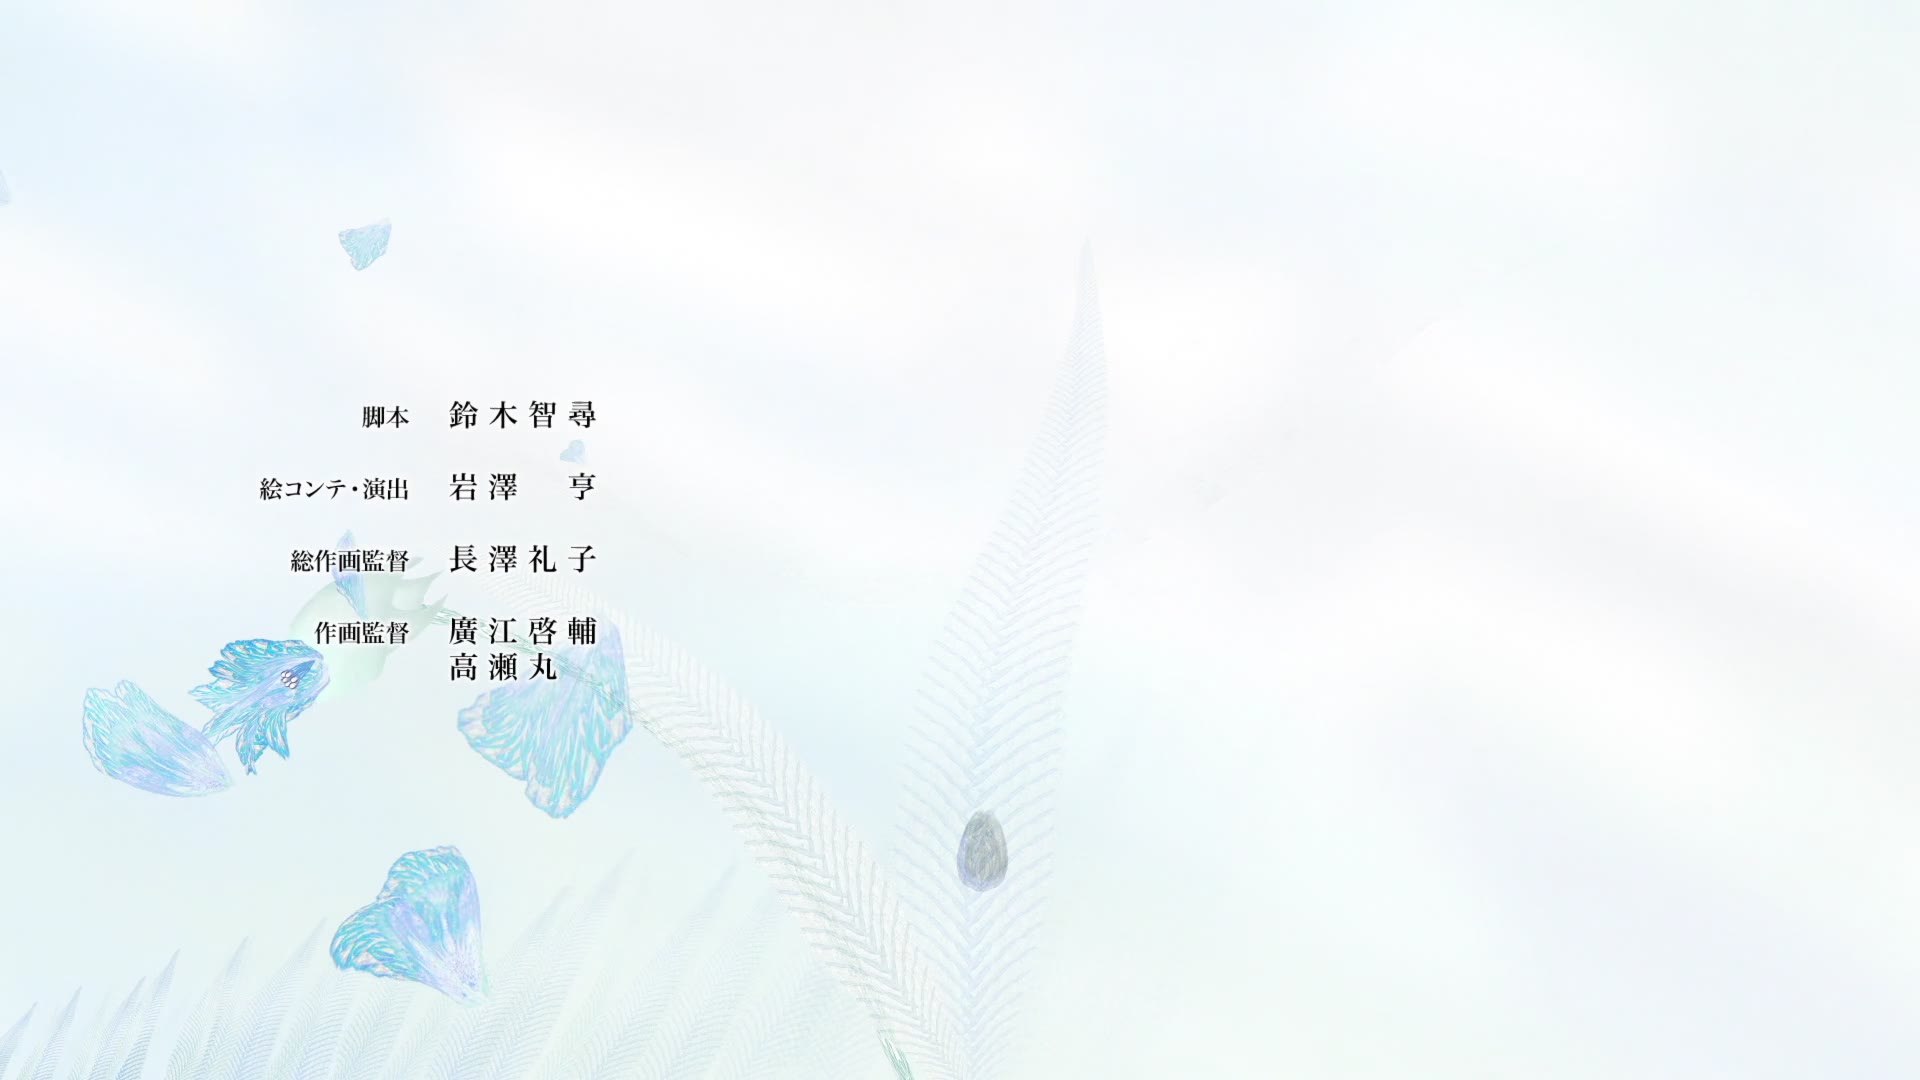 脚本 鈴木智尋
絵コンテ・演出 岩澤 亨
総作画監督 長澤礼子
作画監督 廣江啓輔
高瀬丸